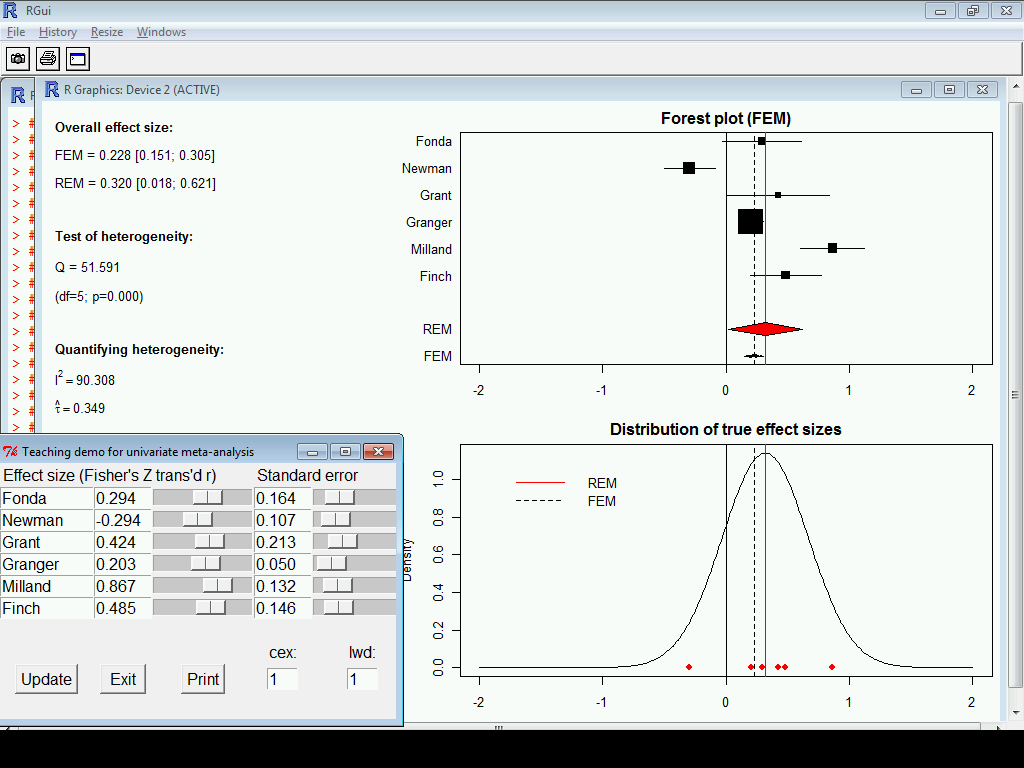 RGui
File History Resize Windows
R Graphics: Device 2 (ACTIVE)
Overall effect size:
FEM = 0.228 [0.151; 0.305]
REM = 0.320 [0.018; 0.621]
Test of heterogeneity:
Q = 51.591
(df=5; p=0.000)
Quantifying heterogeneity:
I² = 90.308
τ̂ = 0.349
Forest plot (FEM)
Fonda
Newman
Grant
Granger
Milland
Finch
REM
FEM
-2 -1 0 1 2
Distribution of true effect sizes
REM
FEM
Density
1.0
0.8
0.6
0.4
0.2
0.0
-2 -1 0 1 2
Teaching demo for univariate meta-analysis
Effect size (Fisher's Z trans'd r) Standard error
Fonda 0.294 0.164
Newman -0.294 0.107
Grant 0.424 0.213
Granger 0.203 0.050
Milland 0.867 0.132
Finch 0.485 0.146
cex: lwd:
Update Exit Print 1 1